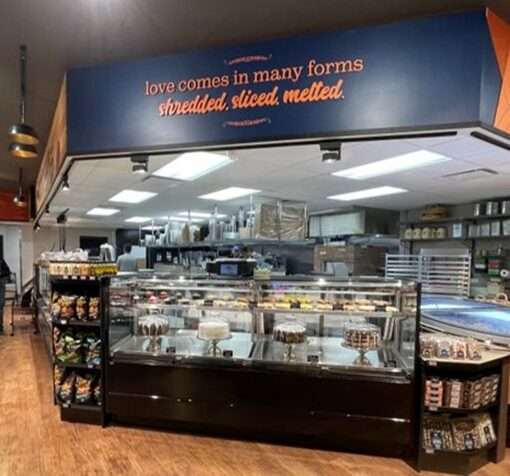 love comes in many forms
shredded, sliced, melted.